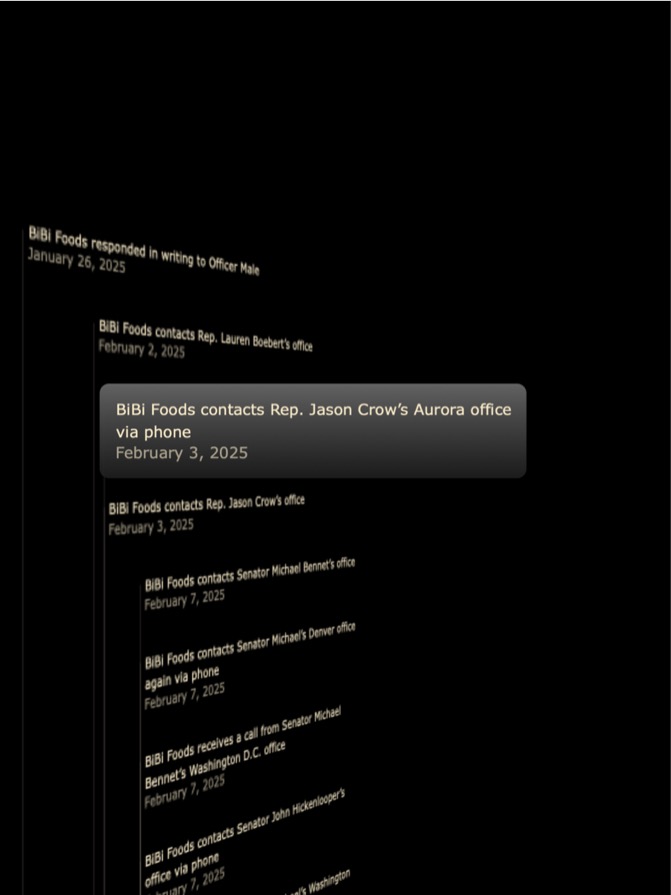 BiBi Foods responded in writing to Officer Male
January 26, 2025
BiBi Foods contacts Rep. Lauren Boebert's office
February 2, 2025
BiBi Foods contacts Rep. Jason Crow's Aurora office
via phone
February 3, 2025
BiBi Foods contacts Rep. Jason Crow's office
February 3, 2025
BiBi Foods contacts Senator Michael Bennet's office
February 7, 2025
BiBi Foods contacts Senator Michael's Denver office
again via phone
February 7, 2025
BiBi Foods receives a call from Senator Michael
Bennet's Washington D.C. office
February 7, 2025
BiBi Foods contacts Senator John Hickenlooper's
office via phone
7, 2025
Washington